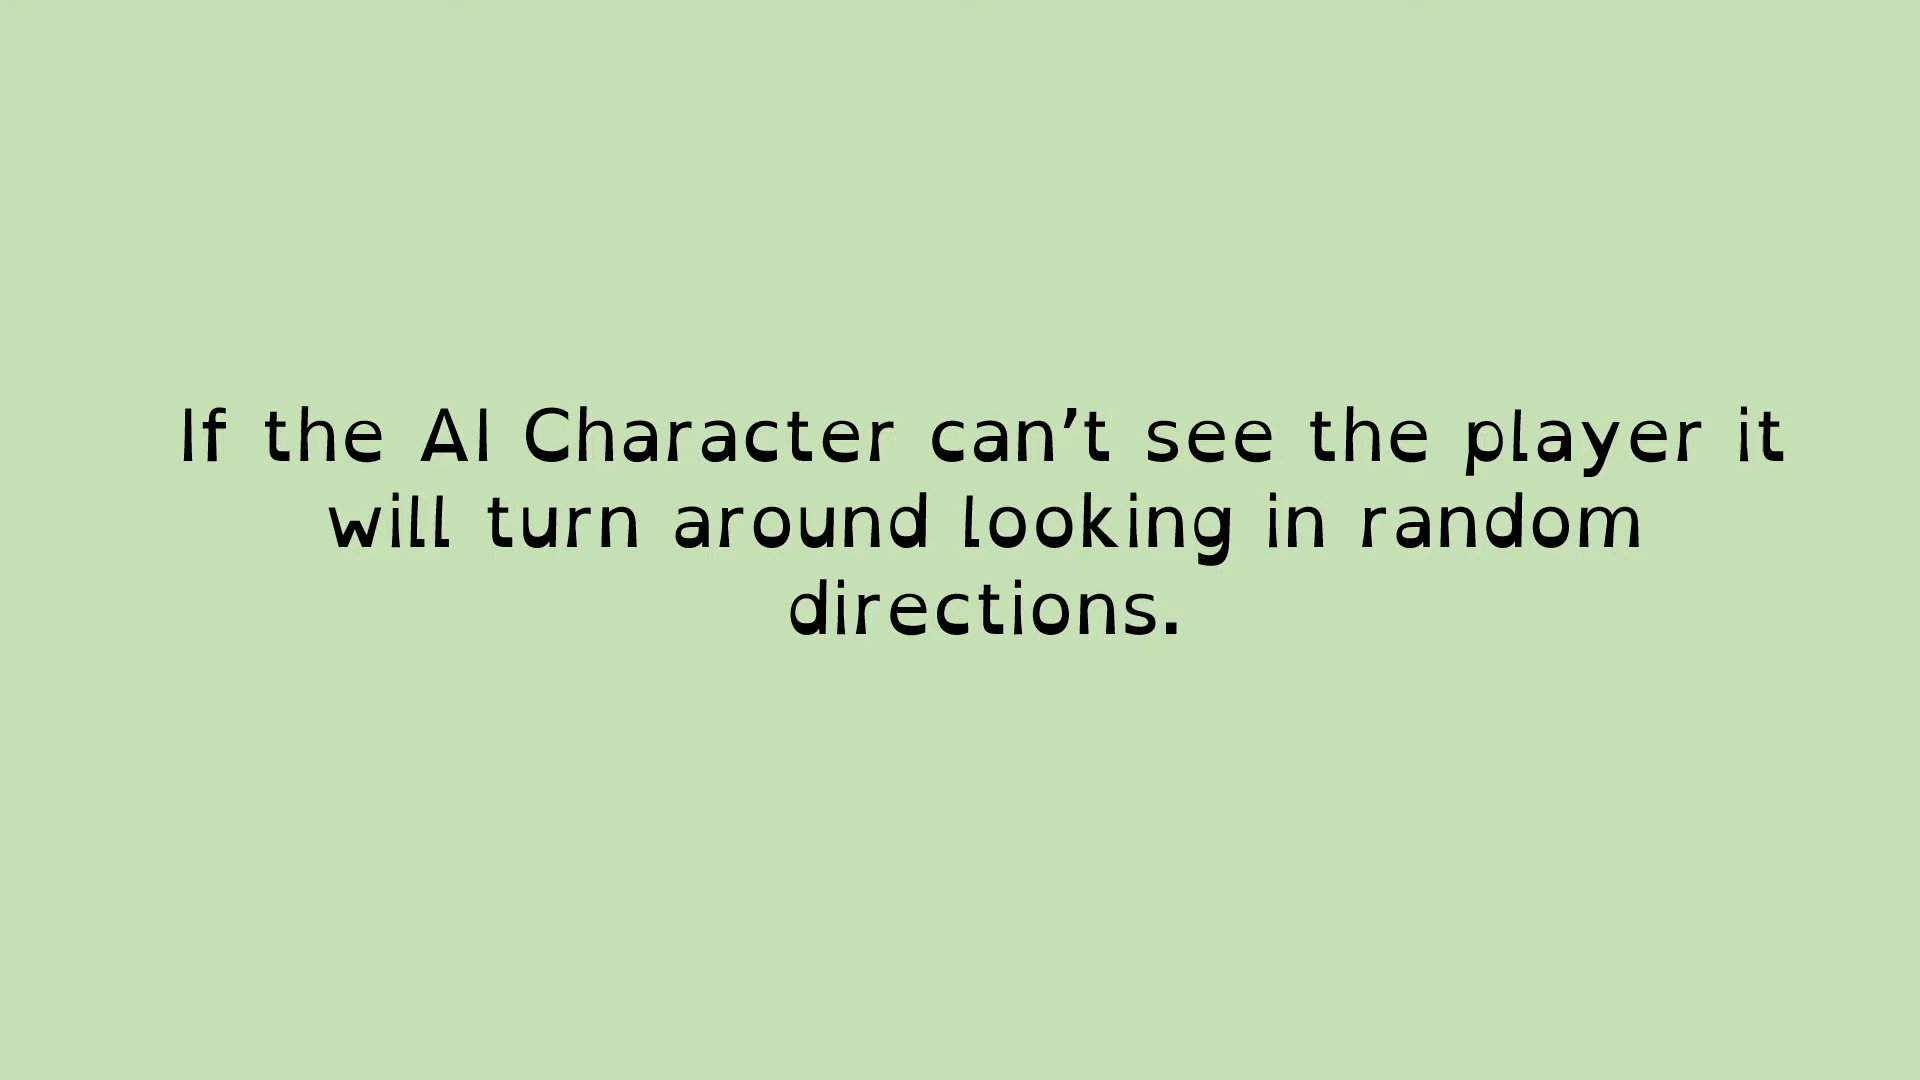 If the AI Character can’t see the player it
will turn around looking in random
directions.